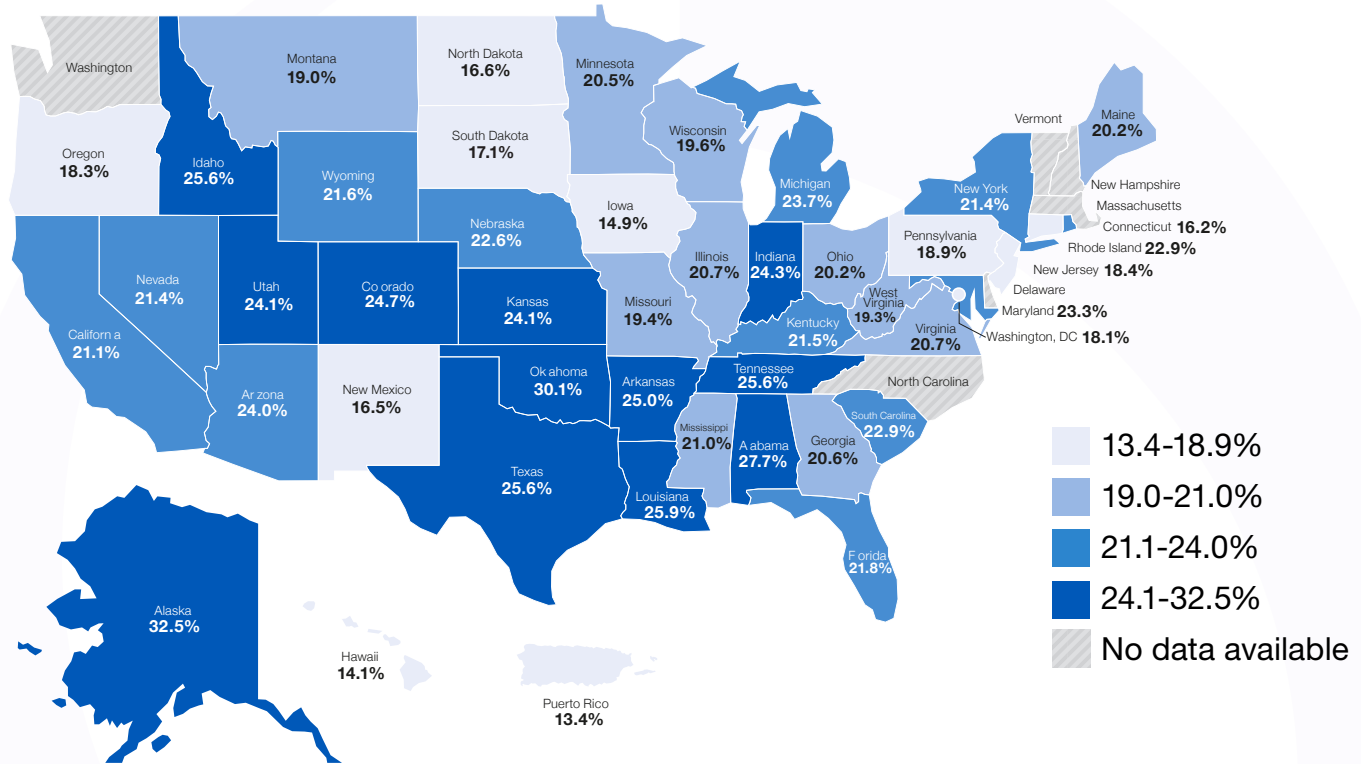 Washington
Montana
19.0%
North Dakota
16.6%
Minnesota
20.5%
Oregon
18.3%
Idaho
25.6%
Wyoming
21.6%
South Dakota
17.1%
Wisconsin
19.6%
Michigan
23.7%
Vermont
Maine
20.2%
New York
21.4%
New Hampshire
Massachusetts
Connecticut 16.2%
Rhode Island 22.9%
New Jersey 18.4%
Delaware
Maryland 23.3%
Washington, DC 18.1%
Nebraska
22.6%
Iowa
14.9%
Pennsylvania
18.9%
Nevada
21.4%
Utah
24.1%
Co orado
24.7%
Kansas
24.1%
Missouri
19.4%
Illinois
20.7%
Indiana
24.3%
Ohio
20.2%
West
Virginia
19.3%
Virginia
20.7%
Kentucky
21.5%
Californ a
21.1%
Ar zona
24.0%
New Mexico
16.5%
Ok ahoma
30.1%
Arkansas
25.0%
Tennessee
25.6%
North Carolina
South Carolina
22.9%
Mississippi
21.0%
A abama
27.7%
Georgia
20.6%
Texas
25.6%
Louisiana
25.9%
F orida
21.8%
Alaska
32.5%
Hawaii
14.1%
Puerto Rico
13.4%
13.4-18.9%
19.0-21.0%
21.1-24.0%
24.1-32.5%
No data available